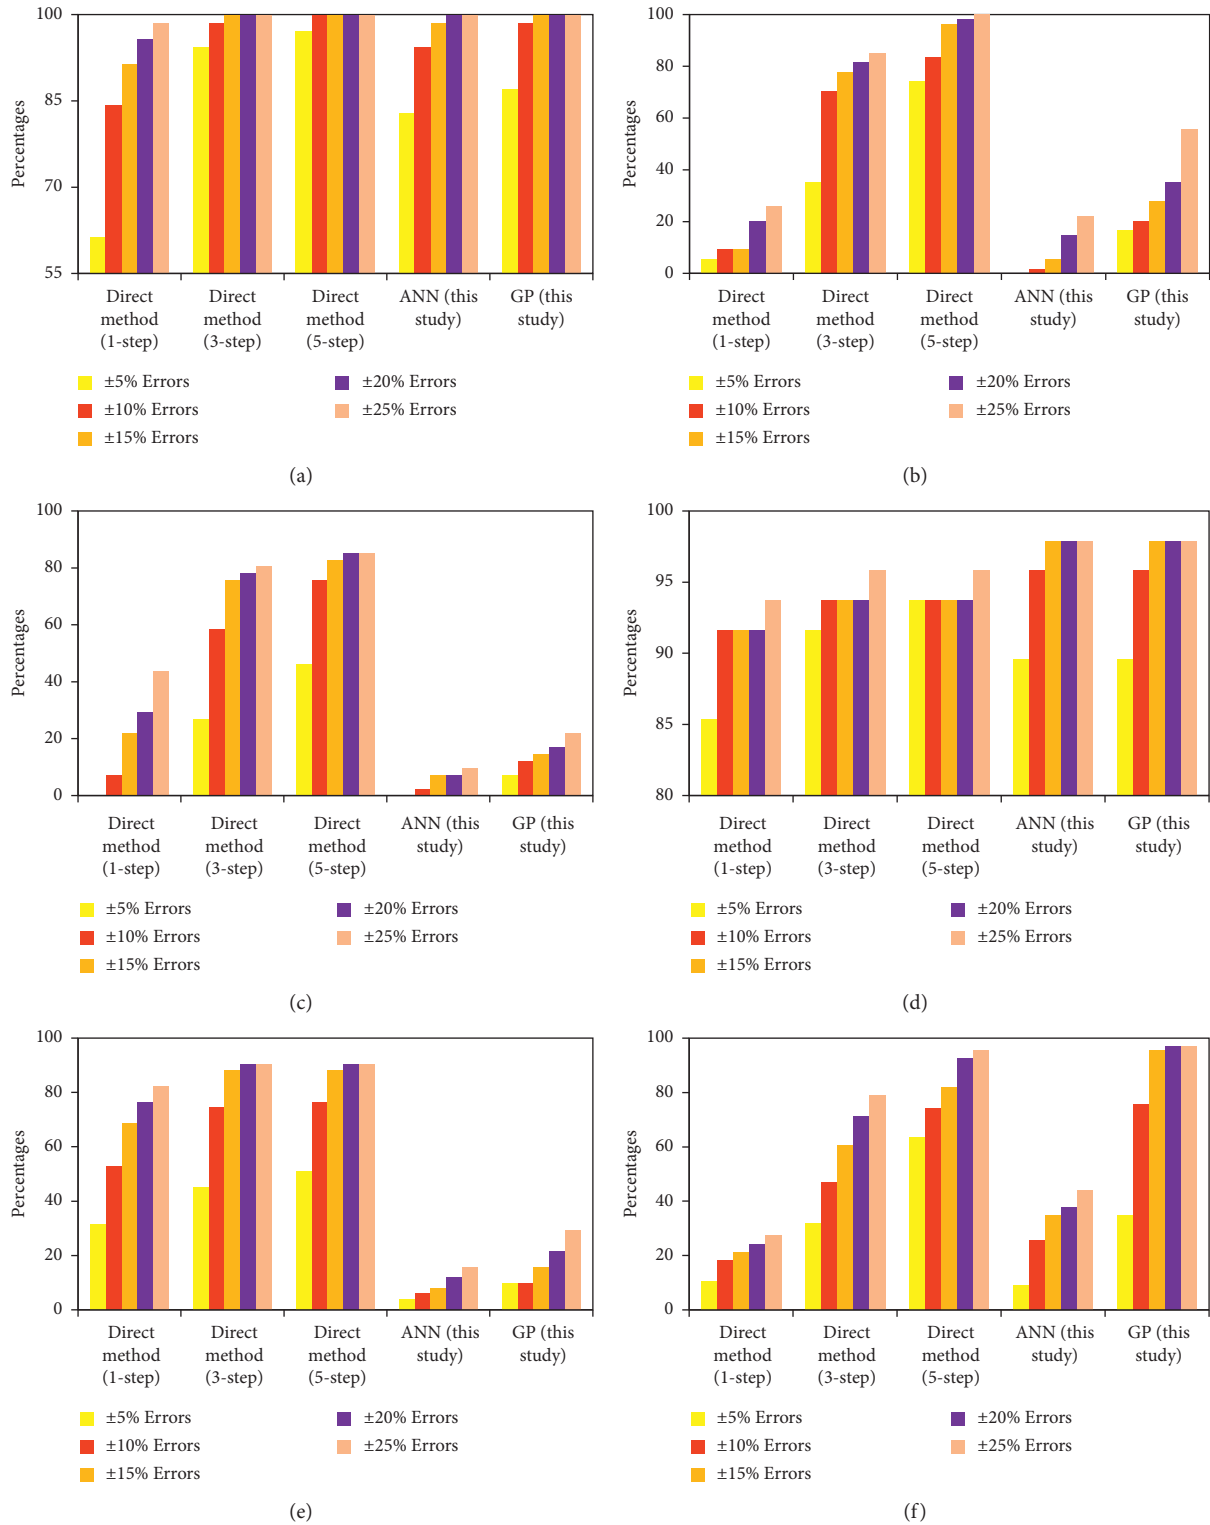 100
85
70
55
Percentages
Direct
method
(1-step)
Direct
method
(3-step)
Direct
method
(5-step)
ANN (this
study)
GP (this
study)
±5% Errors
±10% Errors
±15% Errors
±20% Errors
±25% Errors
(a)
100
80
60
40
20
0
Percentages
Direct
method
(1-step)
Direct
method
(3-step)
Direct
method
(5-step)
ANN (this
study)
GP (this
study)
±5% Errors
±10% Errors
±15% Errors
±20% Errors
±25% Errors
(b)
100
80
60
40
20
0
Percentages
Direct
method
(1-step)
Direct
method
(3-step)
Direct
method
(5-step)
ANN (this
study)
GP (this
study)
±5% Errors
±10% Errors
±15% Errors
±20% Errors
±25% Errors
(c)
100
95
90
85
80
Percentages
Direct
method
(1-step)
Direct
method
(3-step)
Direct
method
(5-step)
ANN (this
study)
GP (this
study)
±5% Errors
±10% Errors
±15% Errors
±20% Errors
±25% Errors
(d)
100
80
60
40
20
0
Percentages
Direct
method
(1-step)
Direct
method
(3-step)
Direct
method
(5-step)
ANN (this
study)
GP (this
study)
±5% Errors
±10% Errors
±15% Errors
±20% Errors
±25% Errors
(e)
100
80
60
40
20
0
Percentages
Direct
method
(1-step)
Direct
method
(3-step)
Direct
method
(5-step)
ANN (this
study)
GP (this
study)
±5% Errors
±10% Errors
±15% Errors
±20% Errors
±25% Errors
(f)